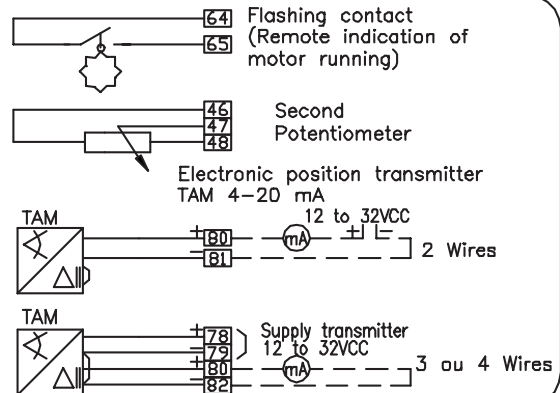 64 Flashing contact
65 (Remote indication of
motor running)
46 Second
47
48 Potentiometer
Electronic position transmitter
TAM 4-20 mA
TAM
12 to 32VCC
+ 80 mA + -
- 81
2 Wires
TAM
+ 78 Supply transmitter
- 79 12 to 32VCC
+ 80 mA
3 ou 4 Wires
- 82